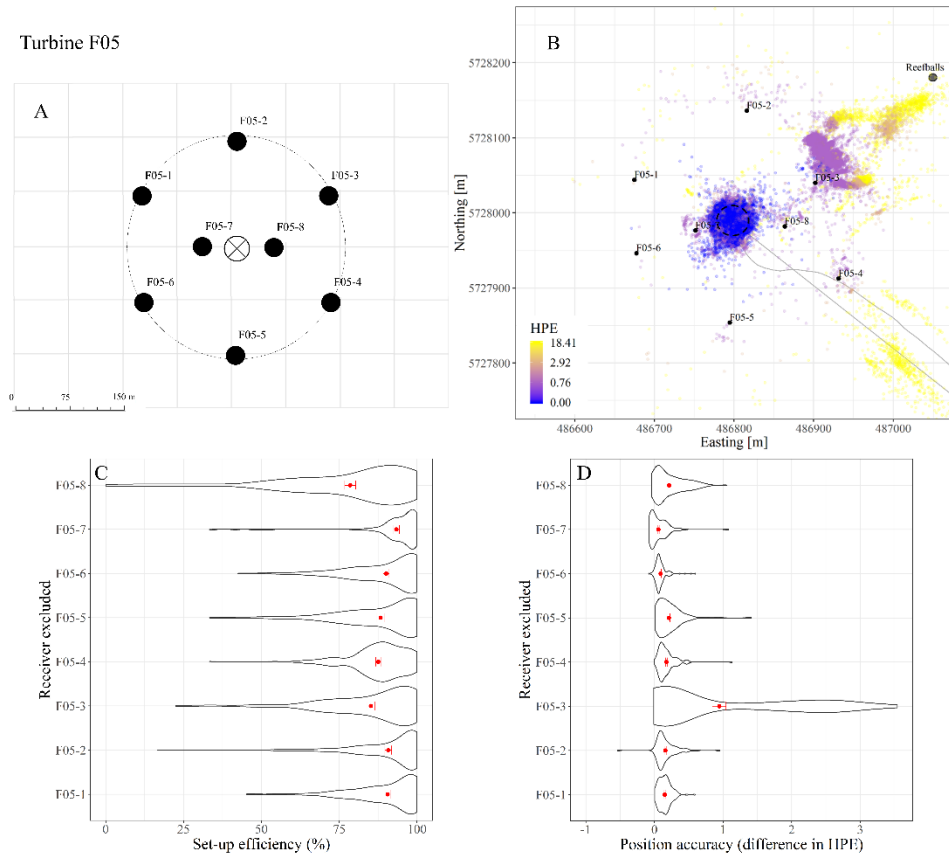 Turbine F05
A
F05-2
F05-1
F05-3
F05-7
F05-8
F05-6
F05-4
F05-5
0 75 150 m
B
Reefballs
F05-2
F05-1
F05-3
F05-8
F05-6
F05-4
F05-5
5728200
5728100
5728000
5727900
5727800
Northing [m]
HPE
18.41
2.92
0.76
0.00
486600 486700 486800 486900 487000
Easting [m]
C
F05-8
F05-7
F05-6
F05-5
F05-4
F05-3
F05-2
F05-1
Receiver excluded
0 25 50 75 100
Set-up efficiency (%)
D
F05-8
F05-7
F05-6
F05-5
F05-4
F05-3
F05-2
F05-1
Receiver excluded
-1 0 1 2 3
Position accuracy (difference in HPE)